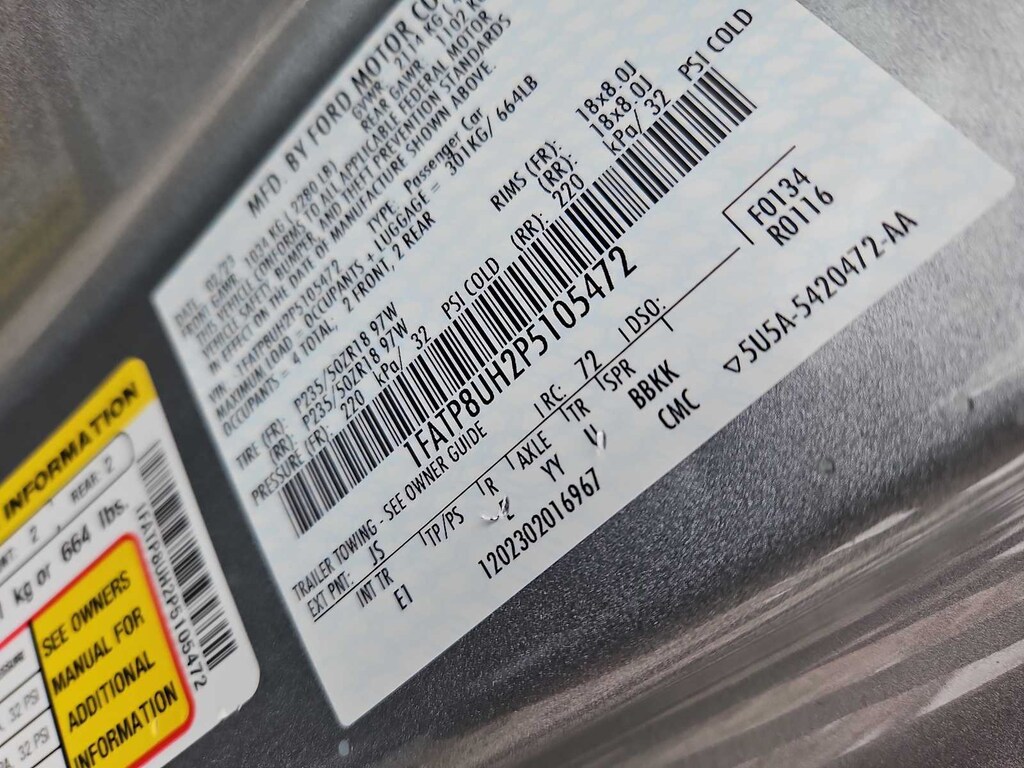 MFD. BY FORD MOTOR CO
DATE: 02/23
GVWR: 2114 KG
FRONT GAWR: 1034 KG (2280 LB)
REAR GAWR: 1102 KG
THIS VEHICLE CONFORMS TO ALL APPLICABLE FEDERAL MOTOR
VEHICLE SAFETY, BUMPER, AND THEFT PREVENTION STANDARDS
IN EFFECT ON THE DATE OF MANUFACTURE SHOWN ABOVE.
VIN: 1FATP8UH2P5105472
TYPE: Passenger Car
MAXIMUM LOAD = OCCUPANTS + LUGGAGE = 301KG/ 664LB
OCCUPANTS = 4 TOTAL, 2 FRONT, 2 REAR
TIRE (FR): P235/50ZR18 97W RIMS (FR): 18x8.0J
(RR): P235/50ZR18 97W (RR): 18x8.0J
PRESSURE (FR) 220 kPa/ 32 PSI COLD (RR): 220 kPa/ 32 PSI COLD
1FATP8UH2P5105472
TRAILER TOWING - SEE OWNER GUIDE
F0134
R0116
EXT PNT: JS RC: 72 DSO:
INT TR TP/PS R AXLE TR SPR
E1 YY U BBKK
CMC
1202302016967
5U5A-5420472-AA
INFORMATION
2 REAR: 2
kg or 664 lbs.
1FATP8UH2P5105472
32 PSI
32 PSI
SEE OWNERS
MANUAL FOR
ADDITIONAL
INFORMATION